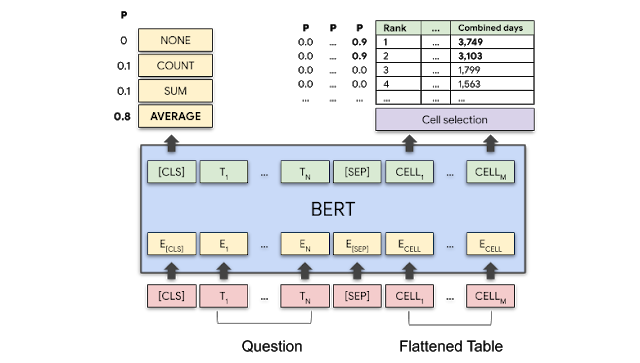 P
0 NONE
0.1 COUNT
0.1 SUM
0.8 AVERAGE
P P P
0.0 ... 0.9
0.0 ... 0.9
0.0 ... 0.0
0.0 ... 0.0
... ...
Rank ... Combined days
1 ... 3,749
2 ... 3,103
3 ... 1,799
4 ... 1,563
... ...
Cell selection
[CLS] T1 ... TN [SEP] CELL1 ... CELLM
BERT
E[CLS] E1 ... EN E[SEP] ECELL ... ECELL
[CLS] T1 ... TN [SEP] CELL1 ... CELLM
Question Flattened Table